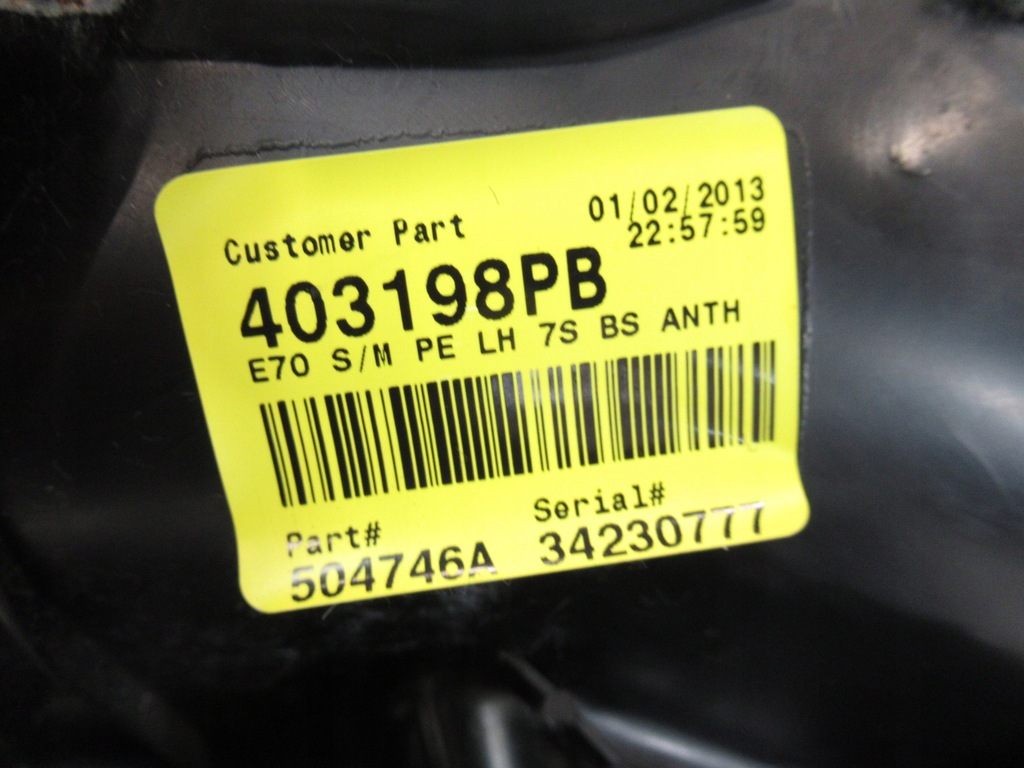 Customer Part
01/02/2013
22:57:59
403198PB
E70 S/M PE LH 7S BS ANTH
Part#
Serial#
504746A
34230777